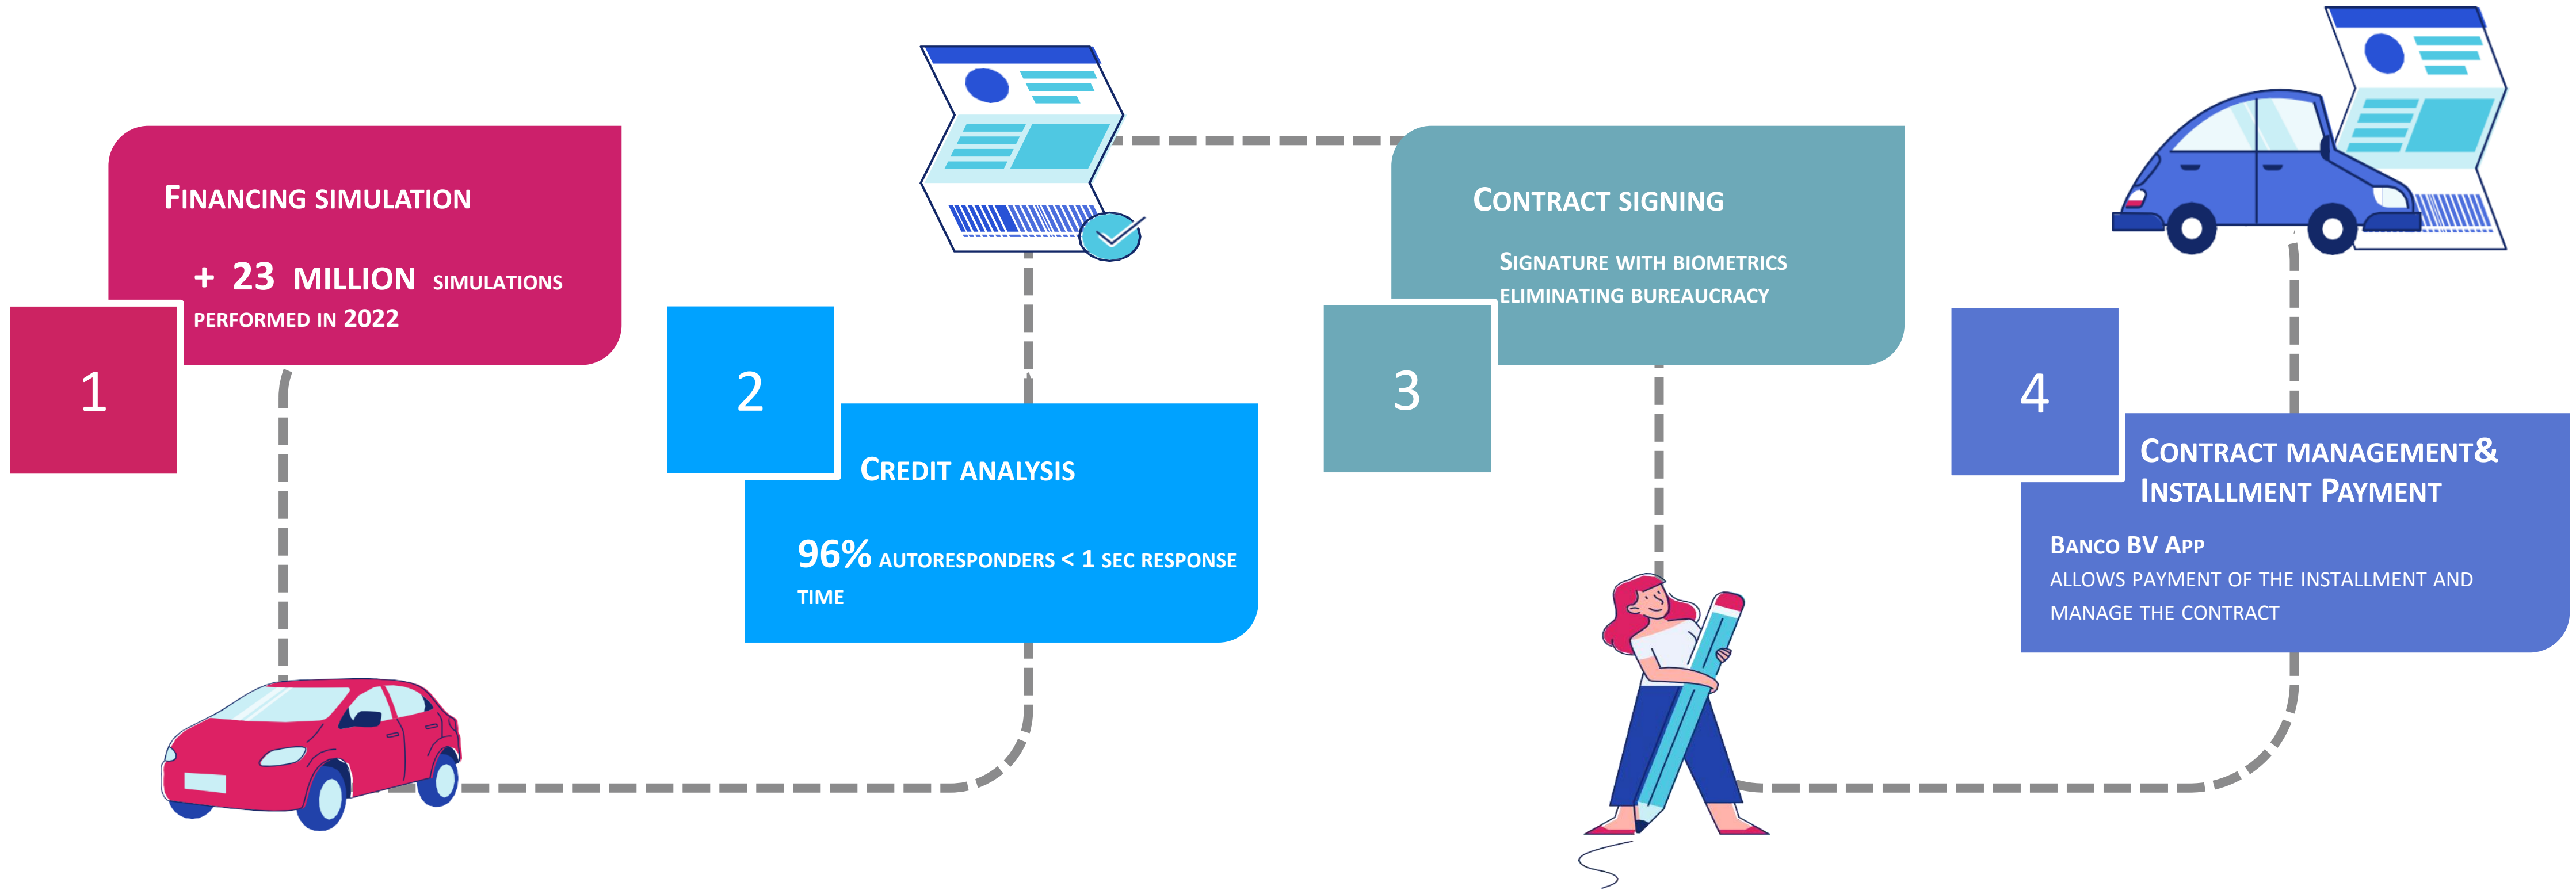 1
FINANCING SIMULATION
+ 23 MILLION SIMULATIONS
PERFORMED IN 2022
2
CREDIT ANALYSIS
96% AUTORESPONDERS < 1 SEC RESPONSE
TIME
3
CONTRACT SIGNING
SIGNATURE WITH BIOMETRICS
ELIMINATING BUREAUCRACY
4
CONTRACT MANAGEMENT&
INSTALLMENT PAYMENT
BANCO BV APP
ALLOWS PAYMENT OF THE INSTALLMENT AND
MANAGE THE CONTRACT